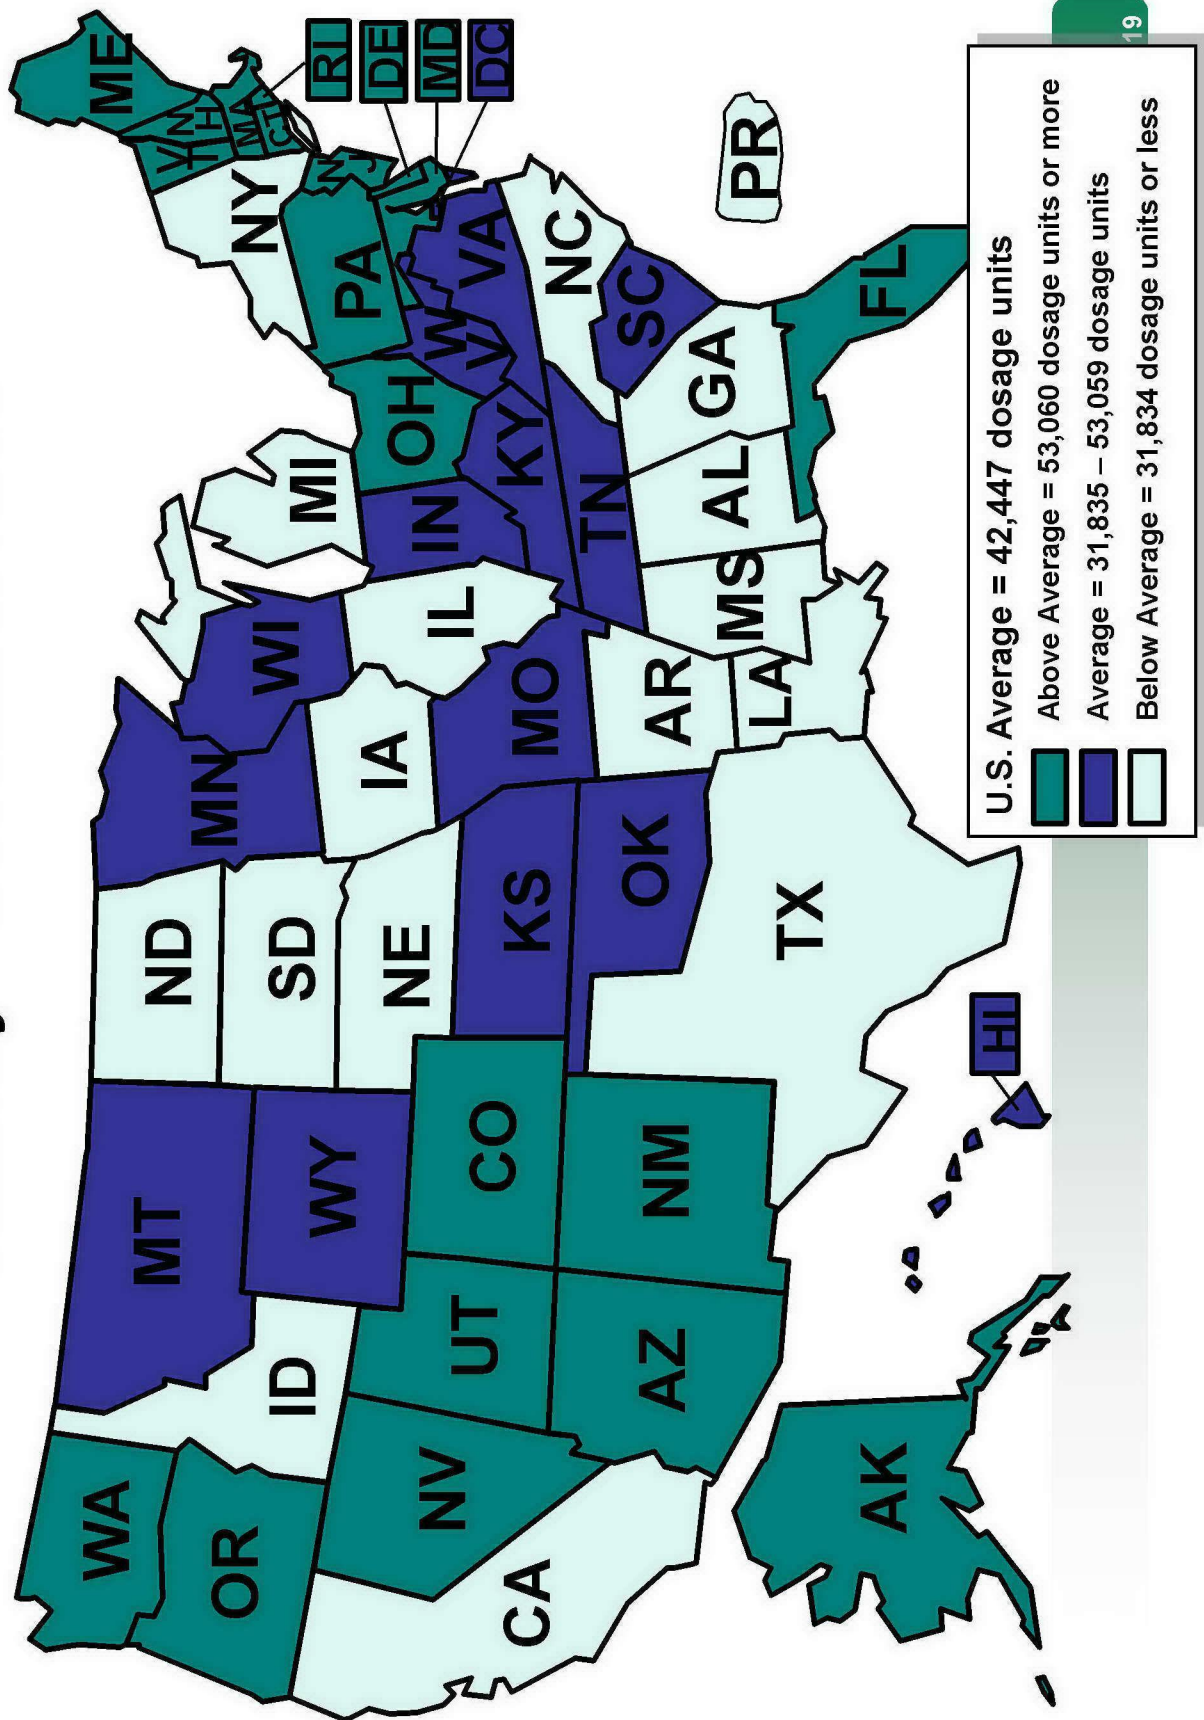 WA
OR
CA
NV
ID
MT
WY
UT
AZ
CO
NM
ND
SD
NE
KS
OK
TX
MN
IA
MO
AR
LA
WI
IL
MS
MI
IN
KY
TN
AL
OH
WV
GA
FL
PA
VA
NC
SC
NY
VT
NH
ME
MA
CT
NJ
RI
DE
MD
DC
AK
HI
PR
U.S. Average = 42,447 dosage units
Above Average = 53,060 dosage units or more
Average = 31,835 – 53,059 dosage units
Below Average = 31,834 dosage units or less
19